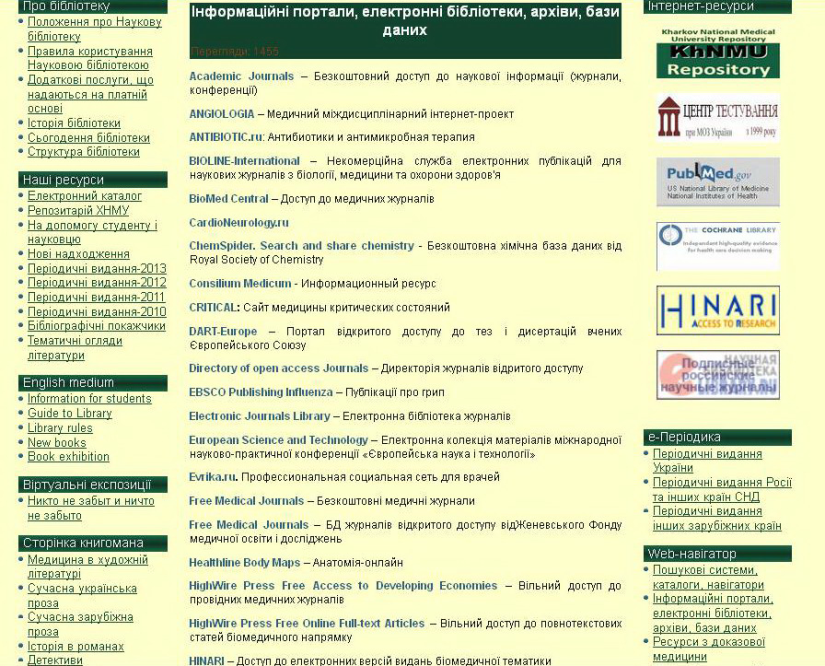 Про бібліотеку
Положення про Наукову
бібліотеку
Правила користування
Науковою бібліотекою
Додаткові послуги, що
надаються на платній
основі
Історія бібліотеки
Сьогодення бібліотеки
Структура бібліотеки
Наші ресурси
Електронний каталог
Репозитарій ХНМУ
На допомогу студенту і
науковцю
Нові надходження
Періодичні видання-2013
Періодичні видання-2012
Періодичні видання-2011
Періодичні видання-2010
Бібліографічні покажчики
Тематичні огляди
літератури
English medium
Information for students
Guide to Library
Library rules
New books
Book exhibition
Віртуальні експозиції
Никто не забыт и ничто
не забыто
Сторінка книгомана
Медицина в художній
літературі
Сучасна українська
проза
Сучасна зарубіжна
проза
Історія в романах
Детективи
Інформаційні портали, електронні бібліотеки, архіви, бази
даних
Перегляди: 1455
Academic Journals – Безкоштовний доступ до наукової інформації (журнали,
конференції)
ANGIOLOGIA – Медичний міждисциплінарний інтернет-проект
ANTIBIOTIC.ru: Антибиотики и антимикробная терапия
BIOLINE-International – Некомерційна служба електронних публікацій для
наукових журналів з біології, медицини та охорони здоров'я
BioMed Central – Доступ до медичних журналів
CardioNeurology.ru
ChemSpider. Search and share chemistry - Безкоштовна хімічна база даних від
Royal Society of Chemistry
Consilium Medicum - Информационный ресурс
CRITICAL: Сайт медицины критических состояний
DART-Europe – Портал відкритого доступу до тез і дисертацій вчених
Європейського Союзу
Directory of open access Journals – Директорія журналів відритого доступу
EBSCO Publishing Influenza – Публікації про грип
Electronic Journals Library – Електронна бібліотека журналів
European Science and Technology – Електронна колекція матеріалів міжнародної
науково-практичної конференції «Європейська наука і технології»
Evrika.ru. Профессиональная социальная сеть для врачей
Free Medical Journals – Безкоштовні медичні журнали
Free Medical Journals – БД журналів відкритого доступу відЖеневського Фонду
медичної освіти і досліджень
Healthline Body Maps – Анатомія-онлайн
HighWire Press Free Access to Developing Economies – Вільний доступ до
провідних медичних журналів
HighWire Press Free Online Full-text Articles – Вільний доступ до повнотекстових
статей біомедичного напрямку
HINARI – Доступ до електронних версій видань біомедичної тематики
Інтернет-ресурси
Kharkov National Medical
University Repository
KhNMU
Repository
ЦЕНТР ТЕСТУВАННЯ
при МОЗ України з 1999 року
PubMed.gov
US National Library of Medicine
National Institutes of Health
THE COCHRANE LIBRARY
Independent high-quality evidence
for health care decision making
HINARI
ACCESS TO RESEARCH
НАУЧНАЯ
Подписные
российские
научные журналы
е-Періодика
Періодичні видання
України
Періодичні видання Росії
та інших країн СНД
Періодичні видання
інших зарубіжних країн
Web-навігатор
Пошукові системи,
каталоги, навігатори
Інформаційні портали,
електронні бібліотеки,
архіви, бази даних
Ресурси з доказової
медицини